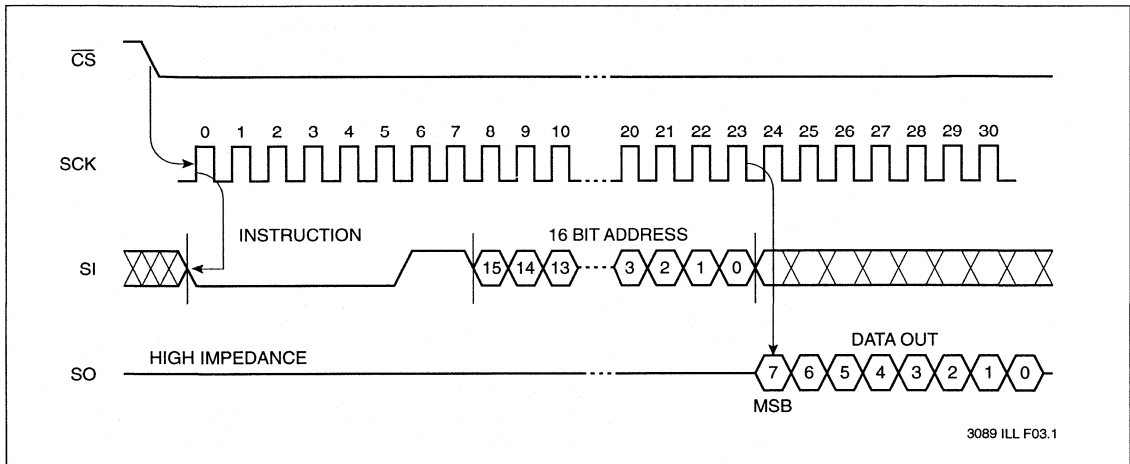 C̅S̅
0 1 2 3 4 5 6 7 8 9 10 20 21 22 23 24 25 26 27 28 29 30
SCK
INSTRUCTION 16 BIT ADDRESS
SI 15 14 13 3 2 1 0
HIGH IMPEDANCE DATA OUT
SO 7 6 5 4 3 2 1 0
MSB
3089 ILL F03.1